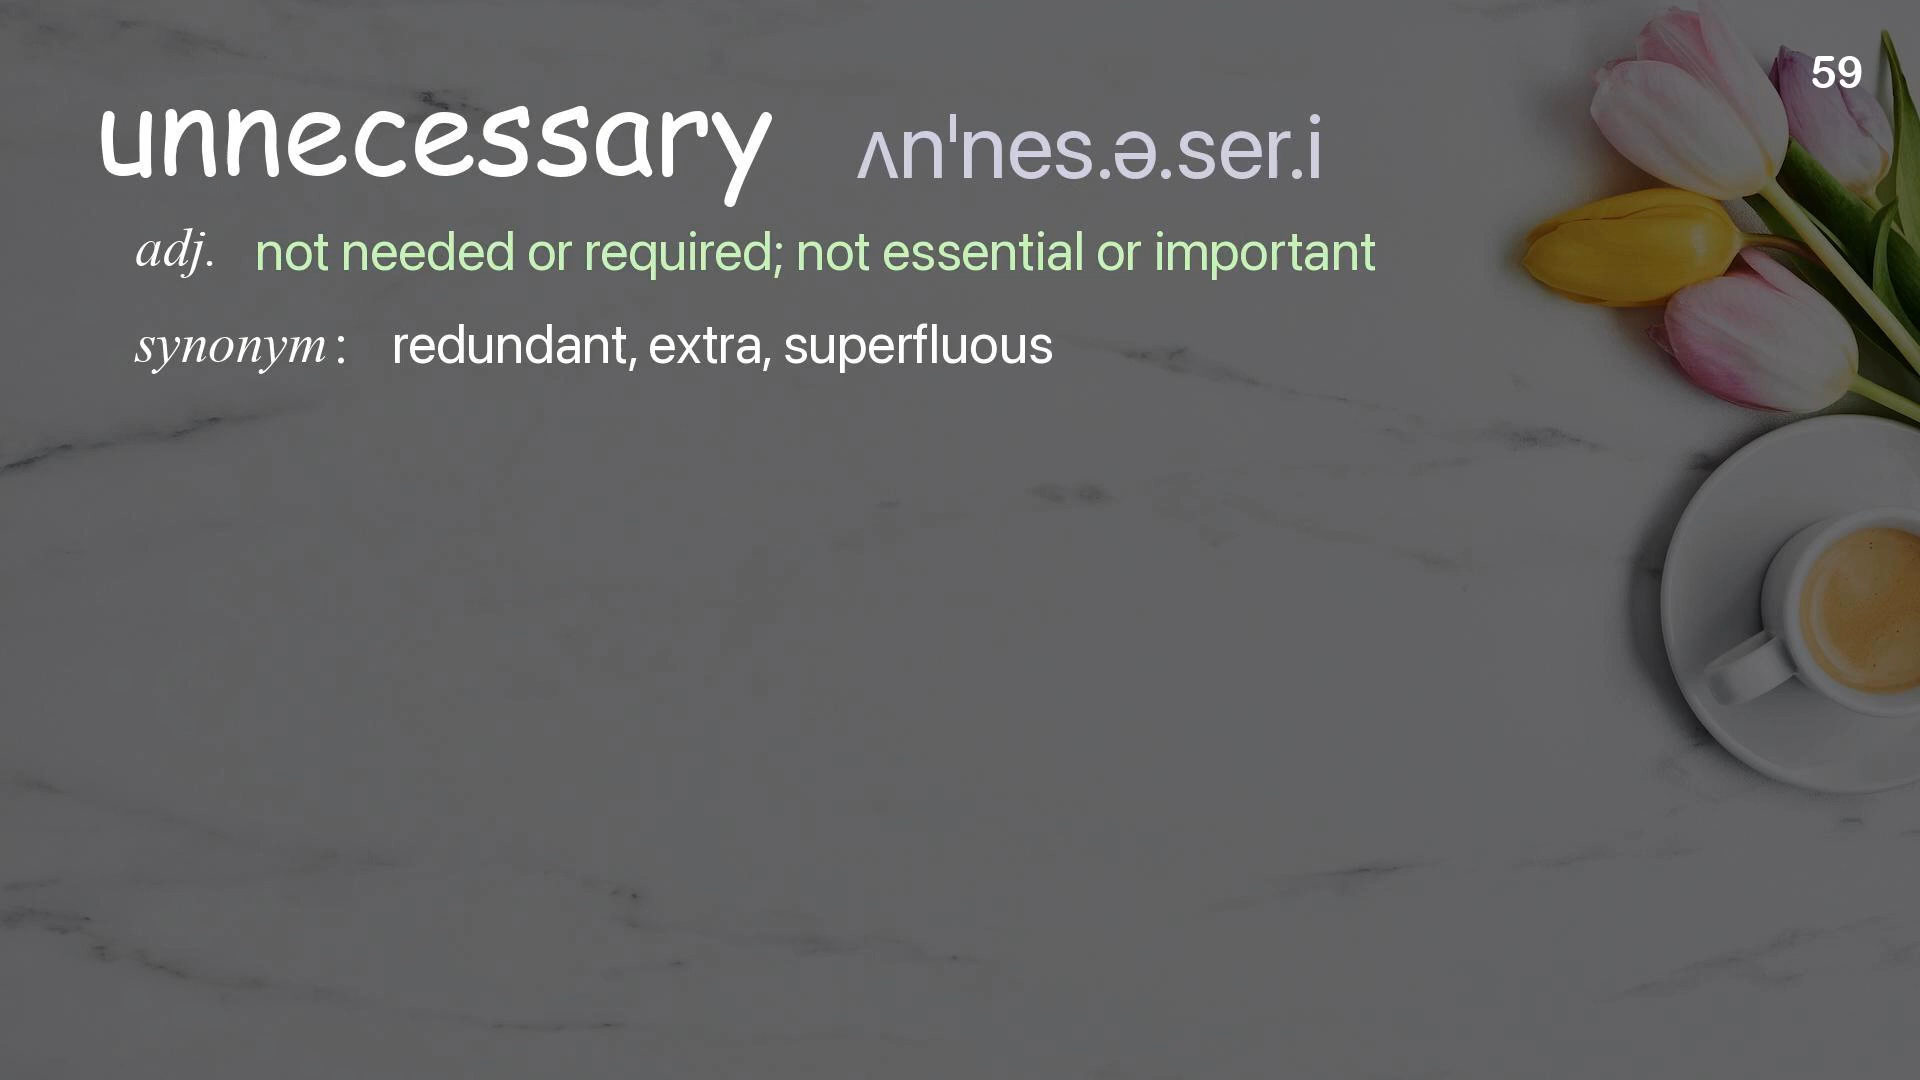 59
unnecessary ʌnˈnes.ə.ser.i
adj. not needed or required; not essential or important
synonym : redundant, extra, superfluous